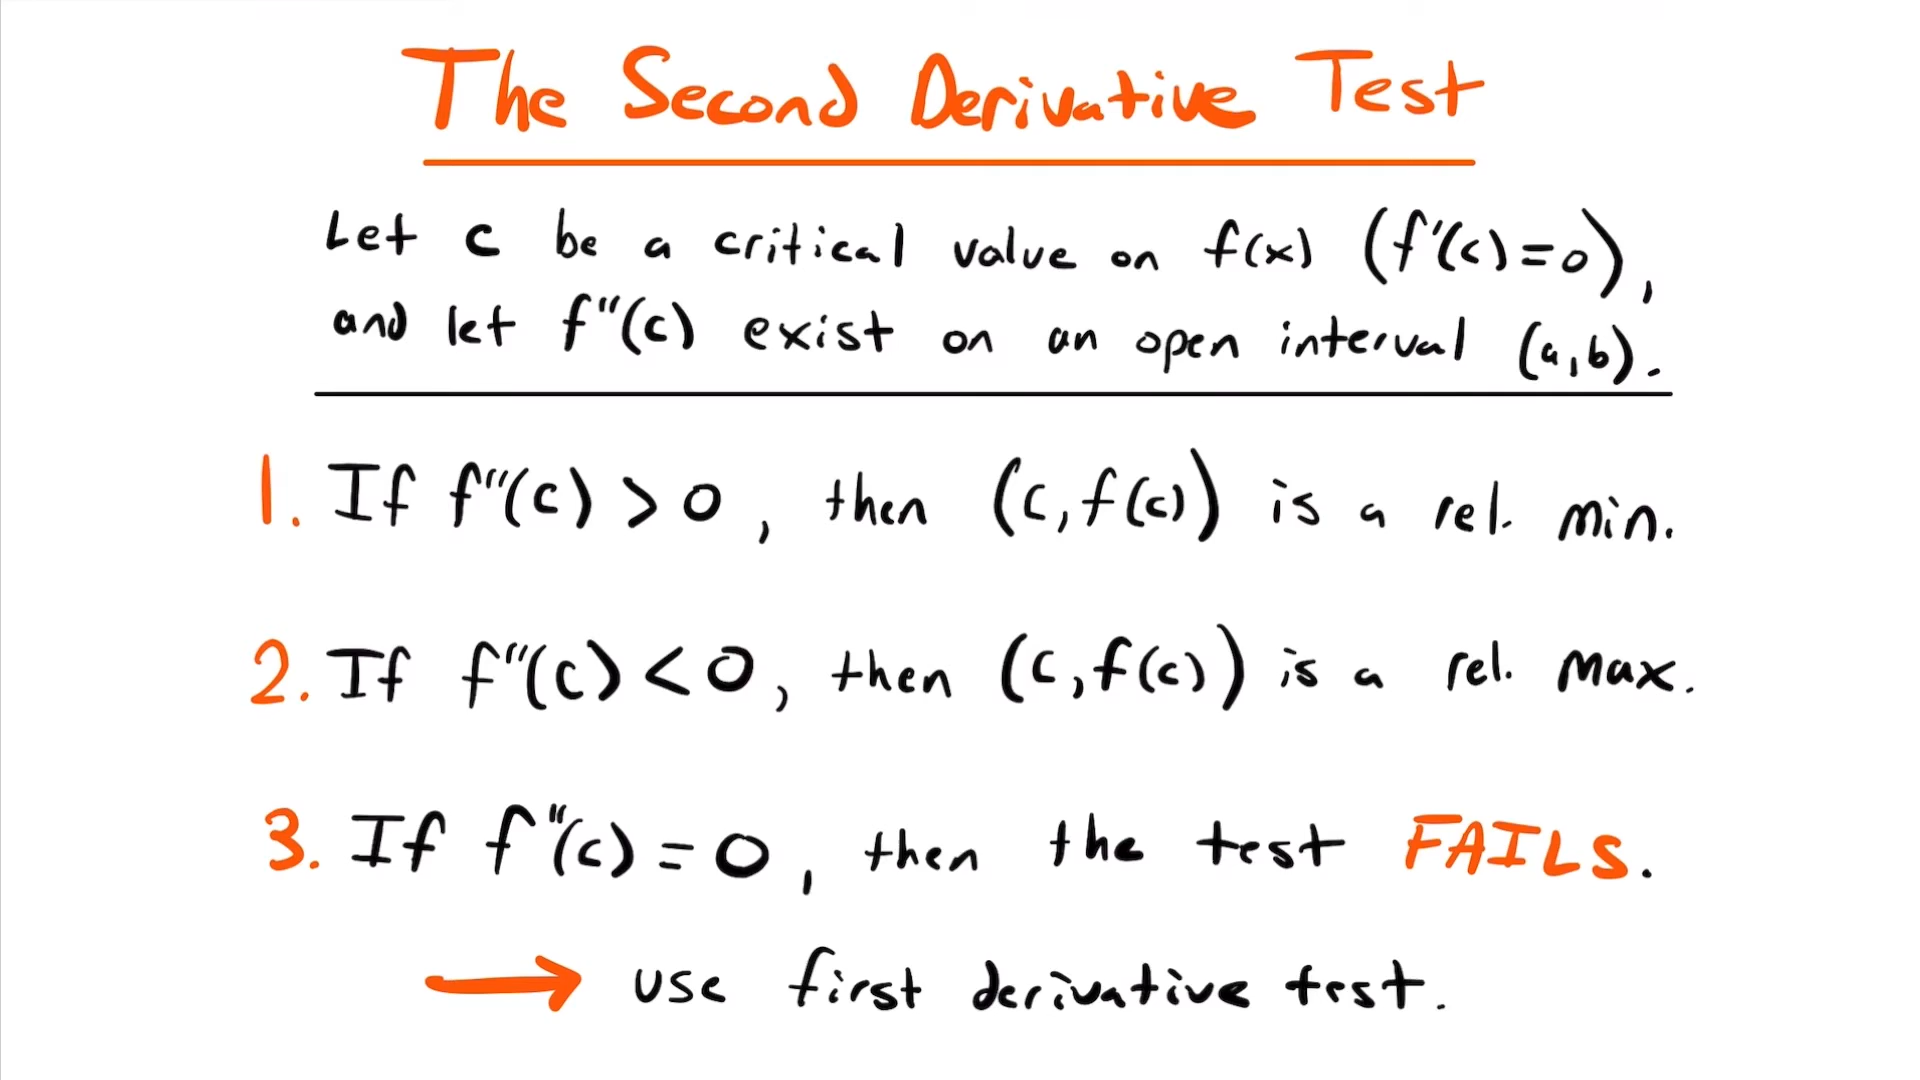 The Second Derivative Test
Let c be a critical value on f(x) (f'(c)=0),
and let f"(c) exist on an open interval (a,b).
1. If f"(c) > 0, then (c, f(c)) is a rel. min.
2. If f"(c) < 0, then (c, f(c)) is a rel. max.
3. If f"(c) = 0, then the test FAILS.
→ use first derivative test.